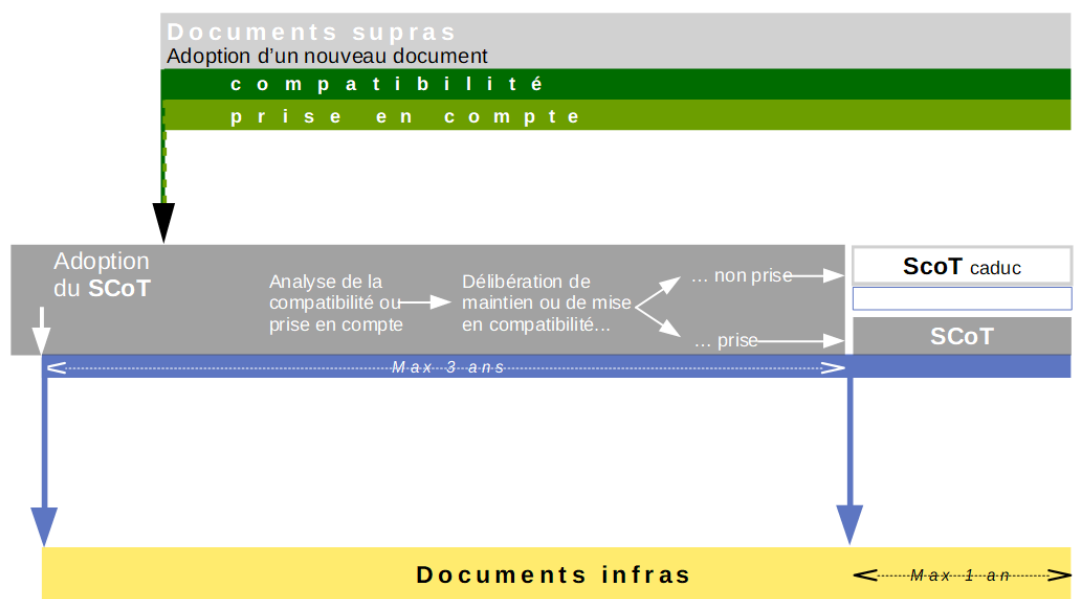 Documents supras
Adoption d'un nouveau document
compatibilité
prise en compte
Adoption
du SCoT
Analyse de la
compatibilité ou
prise en compte
Délibération de
maintien ou de mise
en compatibilité...
... non prise
... prise
ScoT caduc
SCoT
Max 3 ans
Documents infras
Max 1 an